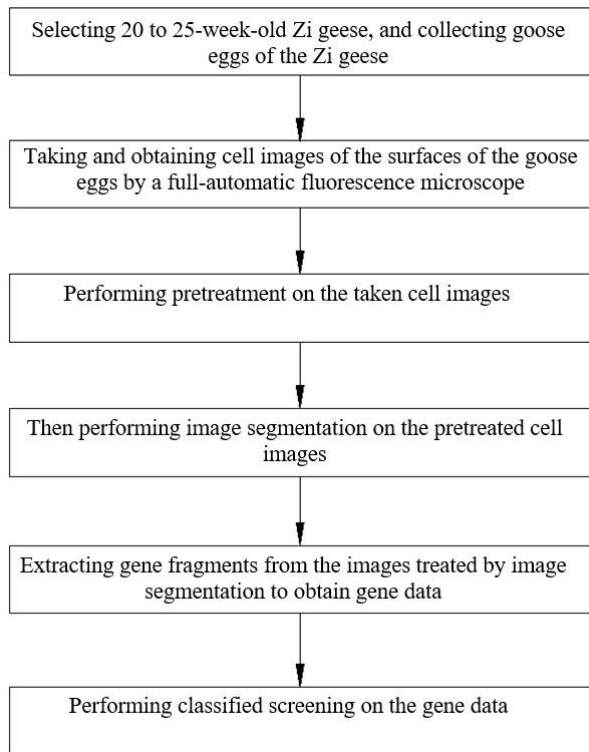 Selecting 20 to 25-week-old Zi geese, and collecting goose
eggs of the Zi geese
Taking and obtaining cell images of the surfaces of the goose
eggs by a full-automatic fluorescence microscope
Performing pretreatment on the taken cell images
Then performing image segmentation on the pretreated cell
images
Extracting gene fragments from the images treated by image
segmentation to obtain gene data
Performing classified screening on the gene data